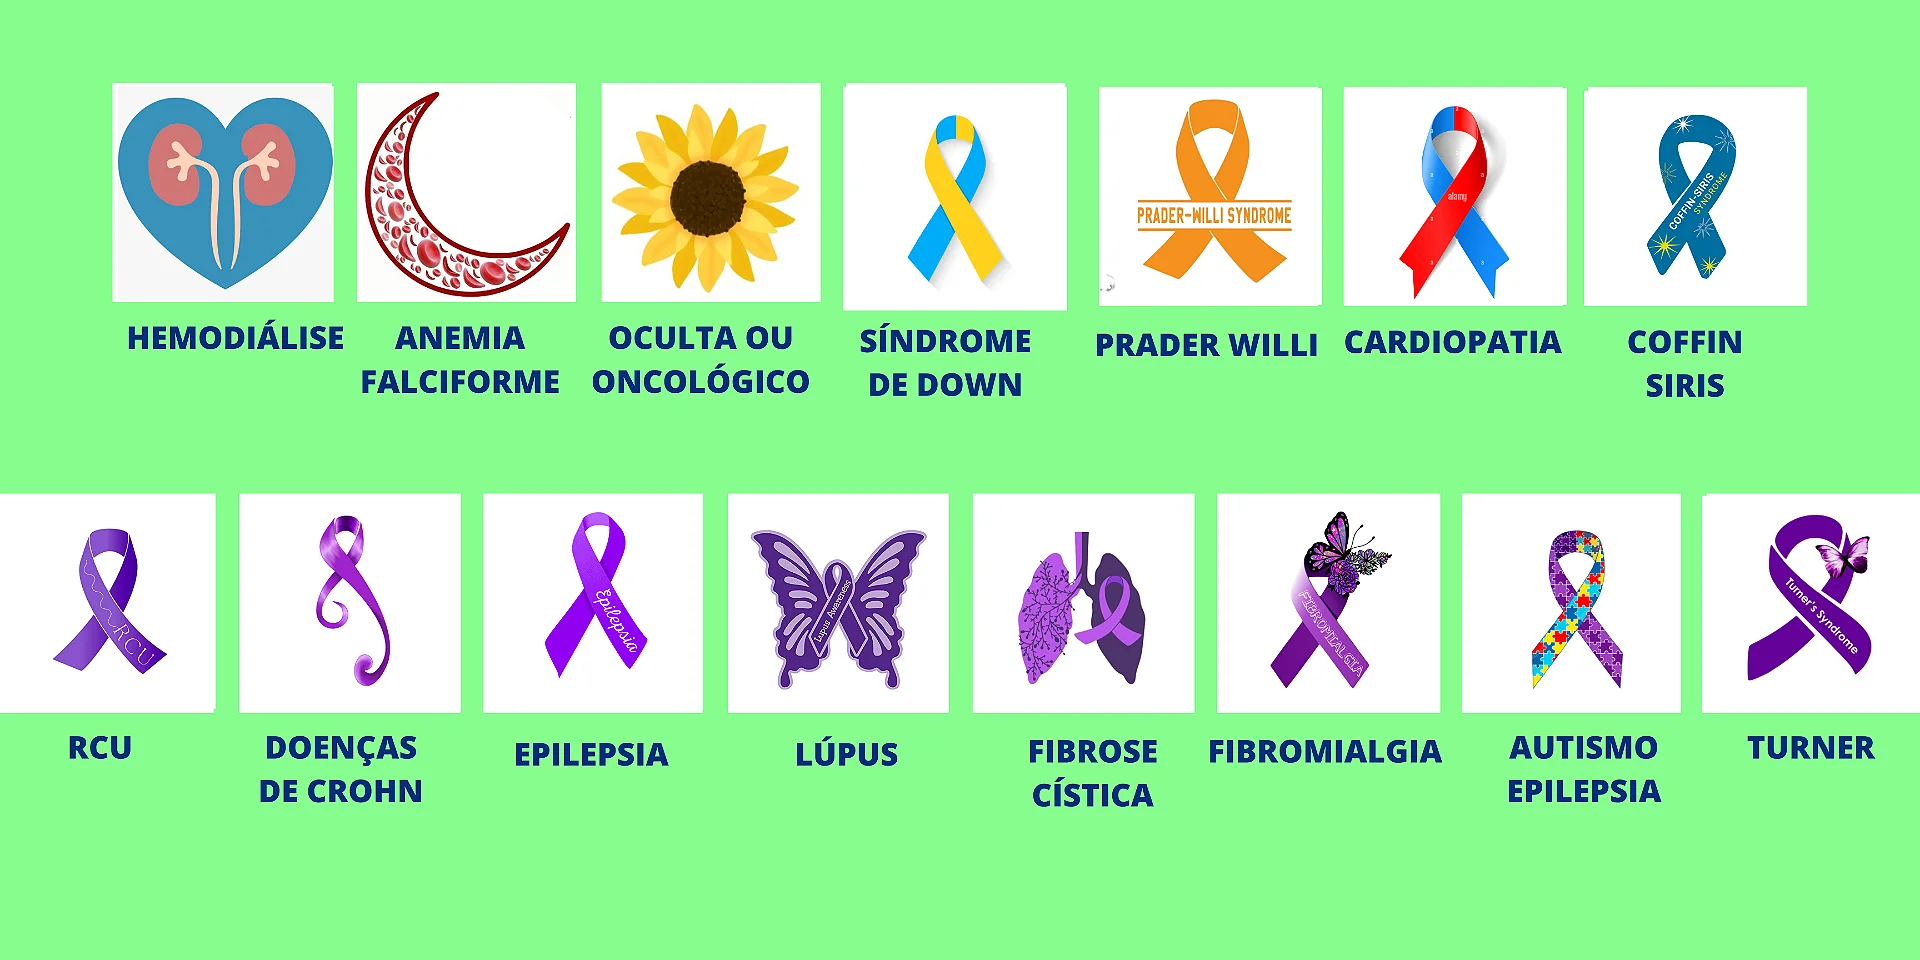 PRADER-WILLI SYNDROME
alamy
COFFIN-SIRIS
SYNDROME
HEMODIÁLISE
ANEMIA
FALCIFORME
OCULTA OU
ONCOLÓGICO
SÍNDROME
DE DOWN
PRADER WILLI
CARDIOPATIA
COFFIN
SIRIS
RCU
Epilepsia
Lupus Awareness
FIBROMIALGIA
Turner's Syndrome
RCU
DOENÇAS
DE CROHN
EPILEPSIA
LÚPUS
FIBROSE
CÍSTICA
FIBROMIALGIA
AUTISMO
EPILEPSIA
TURNER